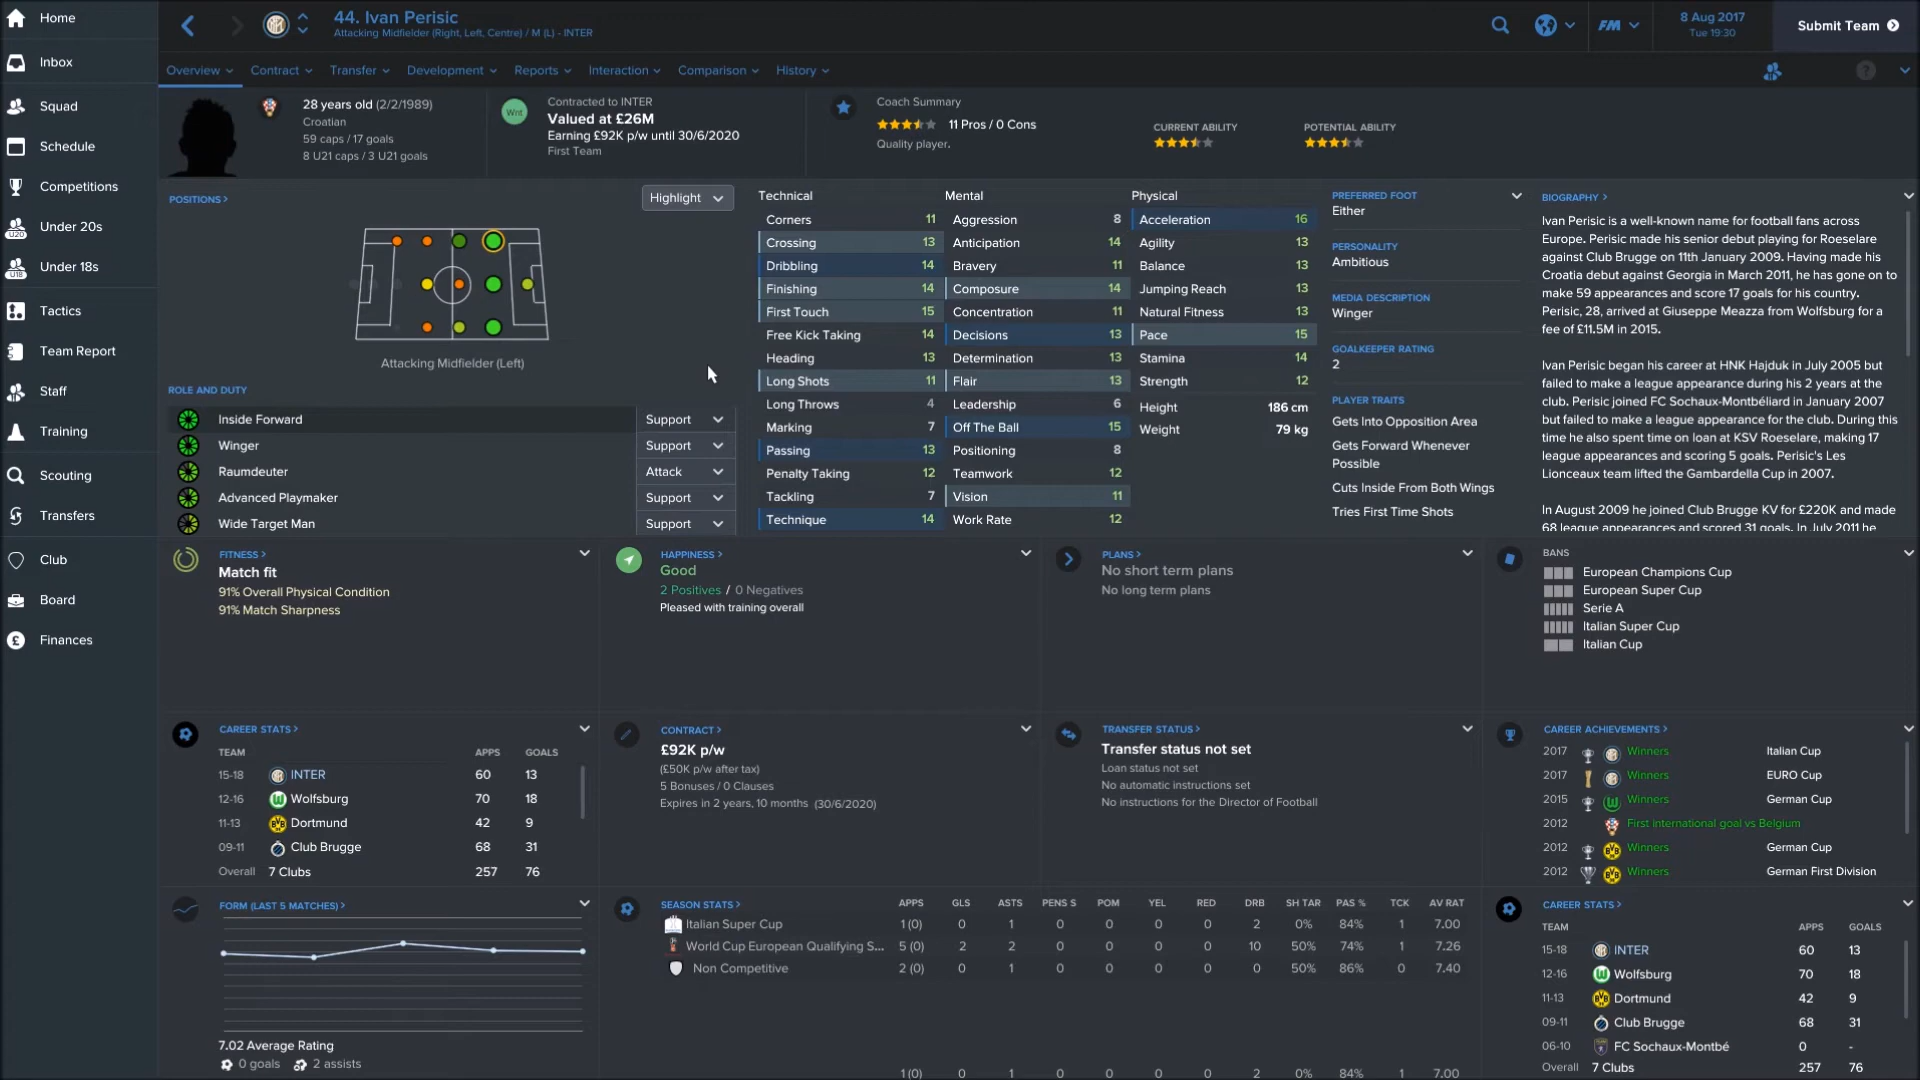 Home
Inbox
Squad
Schedule
Competitions
Under 20s
Under 18s
Tactics
Team Report
Staff
Training
Scouting
Transfers
Club
Board
Finances
44. Ivan Perisic
Attacking Midfielder (Right, Left, Centre) / M (L) - INTER
FM
8 Aug 2017
Tue 19:30
Submit Team
Overview Contract Transfer Development Reports Interaction Comparison History
28 years old (2/2/1989)
Croatian
59 caps / 17 goals
8 U21 caps / 3 U21 goals
Wnt
Contracted to INTER
Valued at £26M
Earning £92K p/w until 30/6/2020
First Team
Coach Summary
11 Pros / 0 Cons
Quality player.
CURRENT ABILITY
POTENTIAL ABILITY
POSITIONS >
Highlight
Attacking Midfielder (Left)
ROLE AND DUTY
Inside Forward Support
Winger Support
Raumdeuter Attack
Advanced Playmaker Support
Wide Target Man Support
Technical
Corners 11
Crossing 13
Dribbling 14
Finishing 14
First Touch 15
Free Kick Taking 14
Heading 13
Long Shots 11
Long Throws 4
Marking 7
Passing 13
Penalty Taking 12
Tackling 7
Technique 14
Mental
Aggression 8
Anticipation 14
Bravery 11
Composure 14
Concentration 11
Decisions 13
Determination 13
Flair 13
Leadership 6
Off The Ball 15
Positioning 8
Teamwork 12
Vision 11
Work Rate 12
Physical
Acceleration 16
Agility 13
Balance 13
Jumping Reach 13
Natural Fitness 13
Pace 15
Stamina 14
Strength 12
Height 186 cm
Weight 79 kg
PREFERRED FOOT
Either
PERSONALITY
Ambitious
MEDIA DESCRIPTION
Winger
GOALKEEPER RATING
2
PLAYER TRAITS
Gets Into Opposition Area
Gets Forward Whenever
Possible
Cuts Inside From Both Wings
Tries First Time Shots
BIOGRAPHY >
Ivan Perisic is a well-known name for football fans across
Europe. Perisic made his senior debut playing for Roeselare
against Club Brugge on 11th January 2009. Having made his
Croatia debut against Georgia in March 2011, he has gone on to
make 59 appearances and score 17 goals for his country.
Perisic, 28, arrived at Giuseppe Meazza from Wolfsburg for a
fee of £11.5M in 2015.
Ivan Perisic began his career at HNK Hajduk in July 2005 but
failed to make a league appearance during his 2 years at the
club. Perisic joined FC Sochaux-Montbéliard in January 2007
but failed to make a league appearance for the club. During this
time he also spent time on loan at KSV Roeselare, making 17
league appearances and scoring 5 goals. Perisic's Les
Lionceaux team lifted the Gambardella Cup in 2007.
In August 2009 he joined Club Brugge KV for £220K and made
68 league appearances and scored 31 goals. In July 2011 he
FITNESS >
Match fit
91% Overall Physical Condition
91% Match Sharpness
HAPPINESS >
Good
2 Positives / 0 Negatives
Pleased with training overall
PLANS >
No short term plans
No long term plans
BANS
European Champions Cup
European Super Cup
Serie A
Italian Super Cup
Italian Cup
CAREER STATS >
TEAM APPS GOALS
15-18 INTER 60 13
12-16 Wolfsburg 70 18
11-13 Dortmund 42 9
09-11 Club Brugge 68 31
Overall 7 Clubs 257 76
CONTRACT >
£92K p/w
(£50K p/w after tax)
5 Bonuses / 0 Clauses
Expires in 2 years, 10 months (30/6/2020)
TRANSFER STATUS >
Transfer status not set
Loan status not set
No automatic instructions set
No instructions for the Director of Football
CAREER ACHIEVEMENTS >
2017 Winners Italian Cup
2017 Winners EURO Cup
2015 Winners German Cup
2012 First international goal vs Belgium
2012 Winners German Cup
2012 Winners German First Division
FORM (LAST 5 MATCHES) >
7.02 Average Rating
0 goals 2 assists
SEASON STATS > APPS GLS ASTS PENS S POM YEL RED DRB SH TAR PAS % TCK AV RAT
Italian Super Cup 1 (0) 0 1 0 0 0 0 2 0% 84% 1 7.00
World Cup European Qualifying S... 5 (0) 2 2 0 0 0 0 10 50% 74% 1 7.26
Non Competitive 2 (0) 0 1 0 0 0 0 0 50% 86% 0 7.40
1 (0) 0 1 0 0 0 0 2 0% 84% 1 7.00
CAREER STATS >
TEAM APPS GOALS
15-18 INTER 60 13
12-16 Wolfsburg 70 18
11-13 Dortmund 42 9
09-11 Club Brugge 68 31
06-10 FC Sochaux-Montbé 0 -
Overall 7 Clubs 257 76